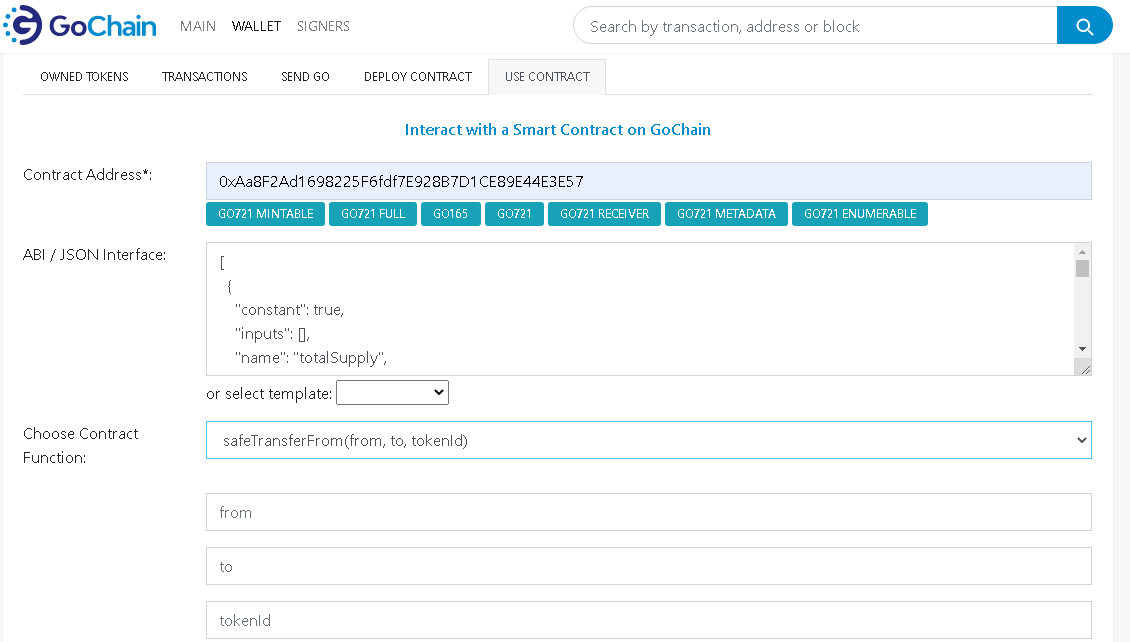 GoChain MAIN WALLET SIGNERS Search by transaction, address or block
OWNED TOKENS TRANSACTIONS SEND GO DEPLOY CONTRACT USE CONTRACT
Interact with a Smart Contract on GoChain
Contract Address*: 0xAa8F2Ad1698225F6fdf7E928B7D1CE89E44E3E57
GO721 MINTABLE GO721 FULL GO165 GO721 GO721 RECEIVER GO721 METADATA GO721 ENUMERABLE
ABI / JSON Interface:
[
{
"constant": true,
"inputs": [],
"name": "totalSupply",
or select template:
Choose Contract Function: safeTransferFrom(from, to, tokenId)
from
to
tokenId